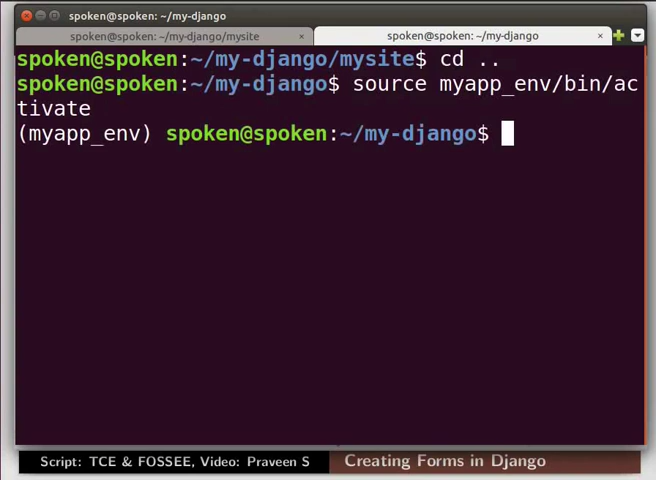 spoken@spoken: ~/my-django
spoken@spoken: ~/my-django/mysite × spoken@spoken: ~/my-django ×
spoken@spoken:~/my-django/mysite$ cd ..
spoken@spoken:~/my-django$ source myapp_env/bin/ac
tivate
(myapp_env) spoken@spoken:~/my-django$
Script: TCE & FOSSEE, Video: Praveen S Creating Forms in Django